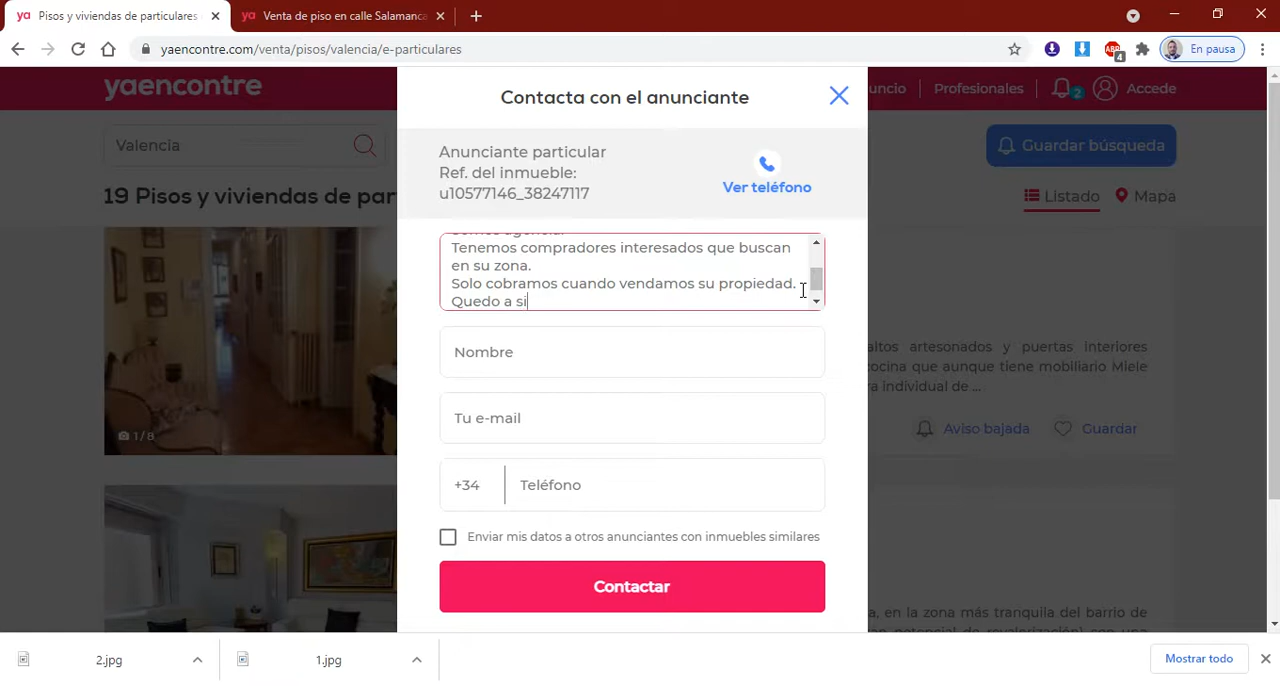 Pisos y viviendas de particulares
Venta de piso en calle Salamanca
yaencontre.com/venta/pisos/valencia/e-particulares
4
En pausa
yaencontre
Contacta con el anunciante
Profesionales
2
Accede
Anunciante particular
Ref. del inmueble:
u10577146_38247117
Ver teléfono
Valencia
Guardar búsqueda
19 Pisos y viviendas de par
Listado
Mapa
Tenemos compradores interesados que buscan
en su zona.
Solo cobramos cuando vendamos su propiedad.
Quedo a si
Nombre
Tu e-mail
+34
Teléfono
Enviar mis datos a otros anunciantes con inmuebles similares
Contactar
altos artesonados y puertas interiores
cocina que aunque tiene mobiliario Miele
ra individual de ...
Aviso bajada
Guardar
1/8
a, en la zona más tranquila del barrio de
2.jpg
1.jpg
Mostrar todo